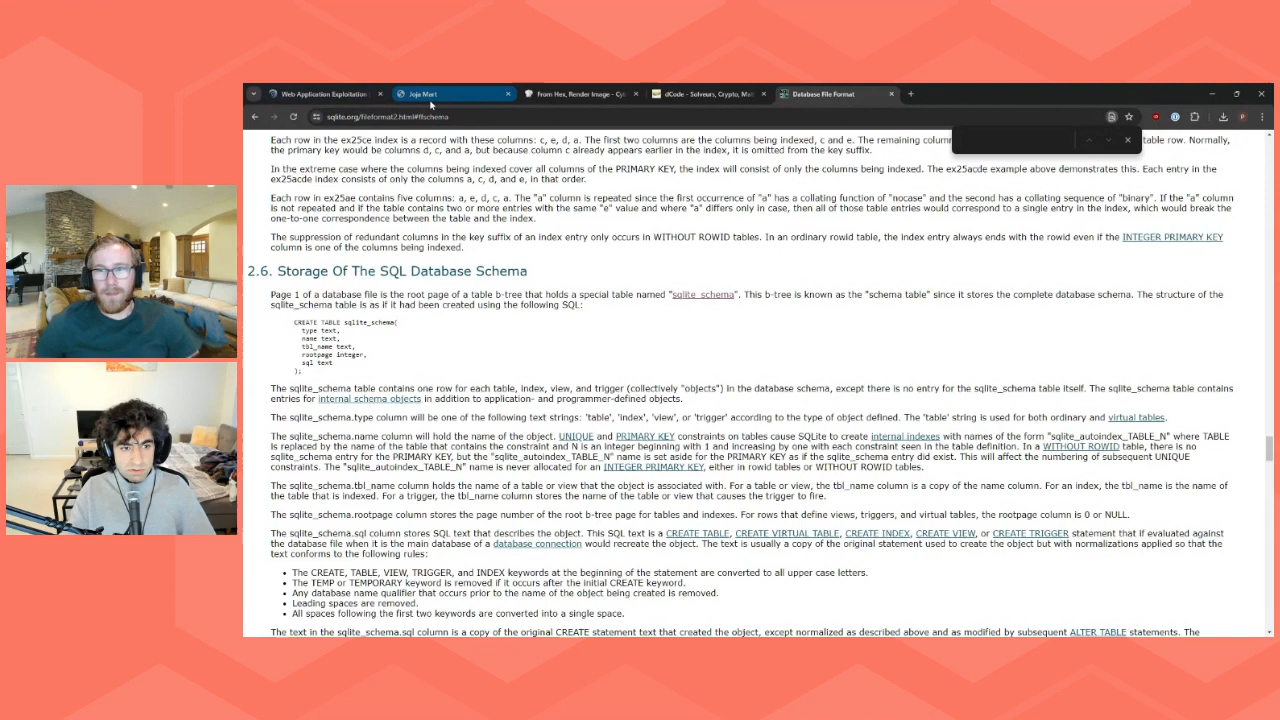 Web Application Exploitation
Joja Mart
From Hex, Render Image - Cyb
dCode - Solveurs, Crypto, Mat
Database File Format
sqlite.org/fileformat2.html#ffschema
Each row in the ex25ce index is a record with these columns: c, e, d, a. The first two columns are the columns being indexed, c and e. The remaining colum
table row. Normally,
the primary key would be columns d, c, and a, but because column c already appears earlier in the index, it is omitted from the key suffix.
In the extreme case where the columns being indexed cover all columns of the PRIMARY KEY, the index will consist of only the columns being indexed. The ex25acde example above demonstrates this. Each entry in the
ex25acde index consists of only the columns a, c, d, and e, in that order.
Each row in ex25ae contains five columns: a, e, d, c, a. The "a" column is repeated since the first occurrence of "a" has a collating function of "nocase" and the second has a collating sequence of "binary". If the "a" column
is not repeated and if the table contains two or more entries with the same "e" value and where "a" differs only in case, then all of those table entries would correspond to a single entry in the index, which would break the
one-to-one correspondence between the table and the index.
The suppression of redundant columns in the key suffix of an index entry only occurs in WITHOUT ROWID tables. In an ordinary rowid table, the index entry always ends with the rowid even if the INTEGER PRIMARY KEY
column is one of the columns being indexed.
2.6. Storage Of The SQL Database Schema
Page 1 of a database file is the root page of a table b-tree that holds a special table named "sqlite_schema". This b-tree is known as the "schema table" since it stores the complete database schema. The structure of the
sqlite_schema table is as if it had been created using the following SQL:
CREATE TABLE sqlite_schema(
type text,
name text,
tbl_name text,
rootpage integer,
sql text
);
The sqlite_schema table contains one row for each table, index, view, and trigger (collectively "objects") in the database schema, except there is no entry for the sqlite_schema table itself. The sqlite_schema table contains
entries for internal schema objects in addition to application- and programmer-defined objects.
The sqlite_schema.type column will be one of the following text strings: 'table', 'index', 'view', or 'trigger' according to the type of object defined. The 'table' string is used for both ordinary and virtual tables.
The sqlite_schema.name column will hold the name of the object. UNIQUE and PRIMARY KEY constraints on tables cause SQLite to create internal indexes with names of the form "sqlite_autoindex_TABLE_N" where TABLE
is replaced by the name of the table that contains the constraint and N is an integer beginning with 1 and increasing by one with each constraint seen in the table definition. In a WITHOUT ROWID table, there is no
sqlite_schema entry for the PRIMARY KEY, but the "sqlite_autoindex_TABLE_N" name is set aside for the PRIMARY KEY as if the sqlite_schema entry did exist. This will affect the numbering of subsequent UNIQUE
constraints. The "sqlite_autoindex_TABLE_N" name is never allocated for an INTEGER PRIMARY KEY, either in rowid tables or WITHOUT ROWID tables.
The sqlite_schema.tbl_name column holds the name of a table or view that the object is associated with. For a table or view, the tbl_name column is a copy of the name column. For an index, the tbl_name is the name of
the table that is indexed. For a trigger, the tbl_name column stores the name of the table or view that causes the trigger to fire.
The sqlite_schema.rootpage column stores the page number of the root b-tree page for tables and indexes. For rows that define views, triggers, and virtual tables, the rootpage column is 0 or NULL.
The sqlite_schema.sql column stores SQL text that describes the object. This SQL text is a CREATE TABLE, CREATE VIRTUAL TABLE, CREATE INDEX, CREATE VIEW, or CREATE TRIGGER statement that if evaluated against
the database file when it is the main database of a database connection would recreate the object. The text is usually a copy of the original statement used to create the object but with normalizations applied so that the
text conforms to the following rules:
• The CREATE, TABLE, VIEW, TRIGGER, and INDEX keywords at the beginning of the statement are converted to all upper case letters.
• The TEMP or TEMPORARY keyword is removed if it occurs after the initial CREATE keyword.
• Any database name qualifier that occurs prior to the name of the object being created is removed.
• Leading spaces are removed.
• All spaces following the first two keywords are converted into a single space.
The text in the sqlite_schema.sql column is a copy of the original CREATE statement text that created the object, except normalized as described above and as modified by subsequent ALTER TABLE statements. The